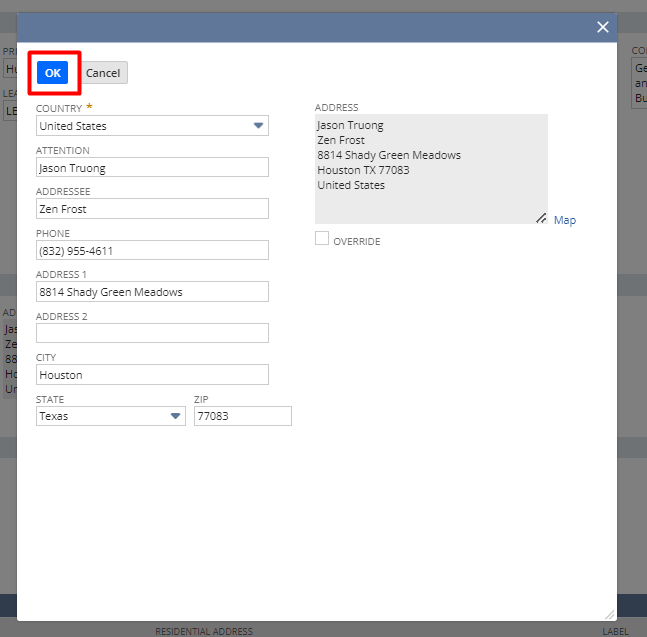 OK
Cancel
COUNTRY *
United States
ATTENTION
Jason Truong
ADDRESSEE
Zen Frost
PHONE
(832) 955-4611
ADDRESS 1
8814 Shady Green Meadows
ADDRESS 2
CITY
Houston
STATE
Texas
ZIP
77083
ADDRESS
Jason Truong
Zen Frost
8814 Shady Green Meadows
Houston TX 77083
United States
Map
OVERRIDE
RESIDENTIAL ADDRESS
LABEL